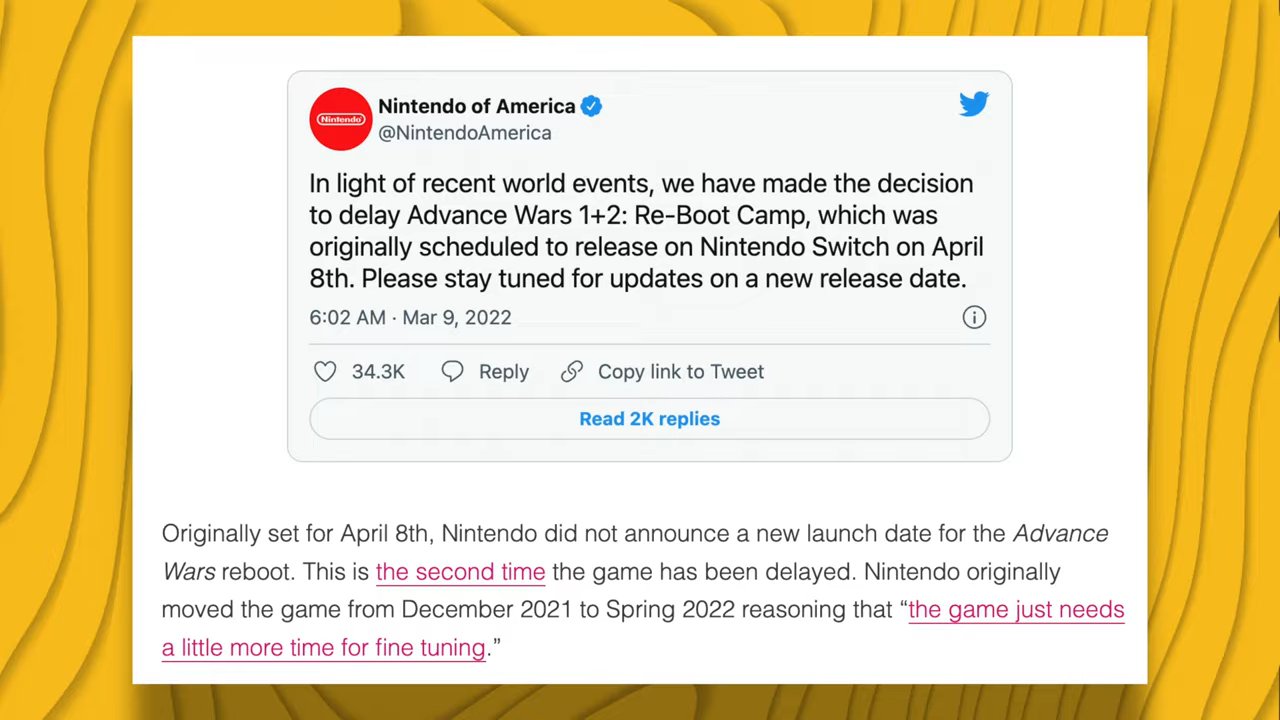 Nintendo of America
@NintendoAmerica
Nintendo
In light of recent world events, we have made the decision
to delay Advance Wars 1+2: Re-Boot Camp, which was
originally scheduled to release on Nintendo Switch on April
8th. Please stay tuned for updates on a new release date.
6:02 AM · Mar 9, 2022
34.3K Reply Copy link to Tweet
Read 2K replies
Originally set for April 8th, Nintendo did not announce a new launch date for the Advance
Wars reboot. This is the second time the game has been delayed. Nintendo originally
moved the game from December 2021 to Spring 2022 reasoning that “the game just needs
a little more time for fine tuning.”